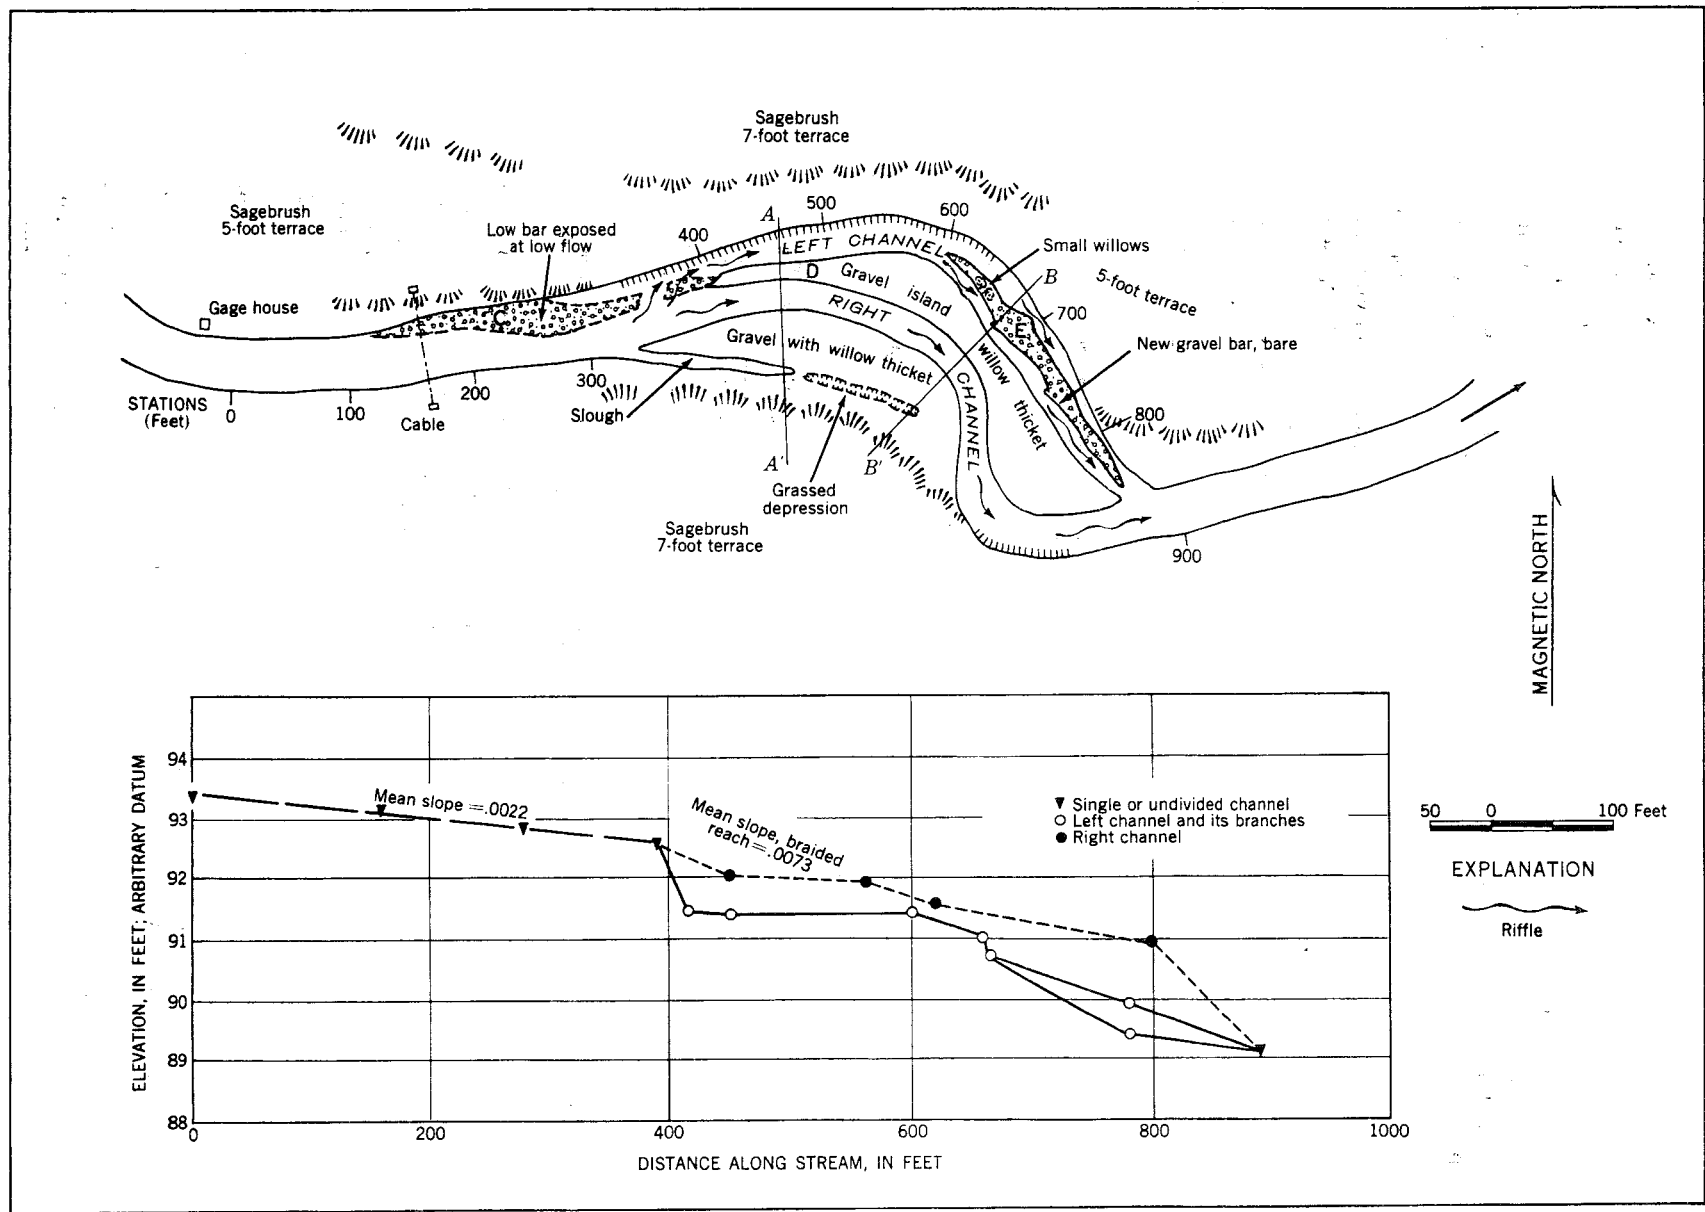 Sagebrush
7-foot terrace
Sagebrush
5-foot terrace
Low bar exposed
at low flow
A
400
500
600
LEFT CHANNEL
Small willows
B
5-foot terrace
Gage house
C
D
Gravel island
E
700
RIGHT
CHANNEL
Gravel with willow thicket
willow
thicket
New gravel bar, bare
STATIONS
(Feet)
0
100
200
300
Cable
Slough
800
A'
B'
Grassed
depression
Sagebrush
7-foot terrace
900
MAGNETIC NORTH
ELEVATION, IN FEET; ARBITRARY DATUM
94
93
92
91
90
89
88
Mean slope =.0022
Mean slope, braided
reach =.0073
Single or undivided channel
Left channel and its branches
Right channel
50 0 100 Feet
EXPLANATION
Riffle
0 200 400 600 800 1000
DISTANCE ALONG STREAM, IN FEET